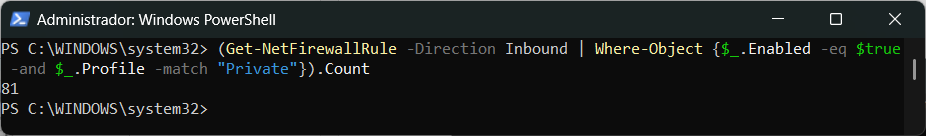 Administrador: Windows PowerShell
PS C:\WINDOWS\system32> (Get-NetFirewallRule -Direction Inbound | Where-Object {$_.Enabled -eq $true
 -and $_.Profile -match "Private"}).Count
81
PS C:\WINDOWS\system32>